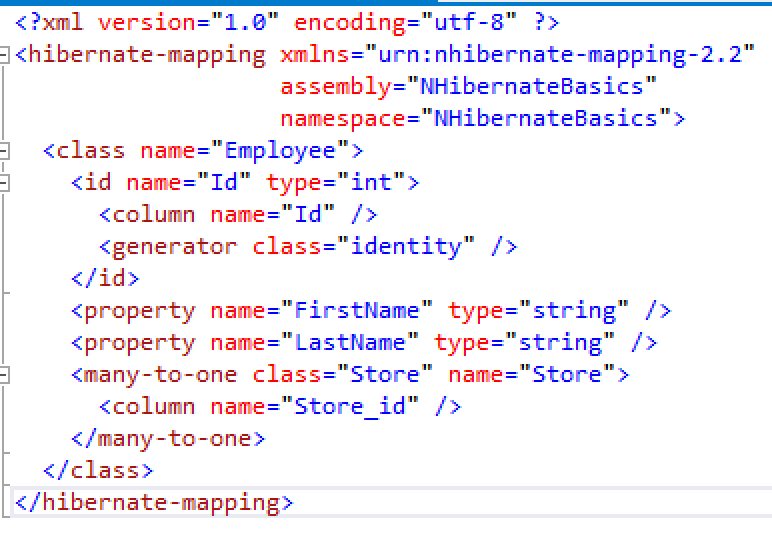 <?xml version="1.0" encoding="utf-8" ?>
<hibernate-mapping xmlns="urn:nhibernate-mapping-2.2"
                   assembly="NHibernateBasics"
                   namespace="NHibernateBasics">
  <class name="Employee">
    <id name="Id" type="int">
      <column name="Id" />
      <generator class="identity" />
    </id>
    <property name="FirstName" type="string" />
    <property name="LastName" type="string" />
    <many-to-one class="Store" name="Store">
      <column name="Store_id" />
    </many-to-one>
  </class>
</hibernate-mapping>